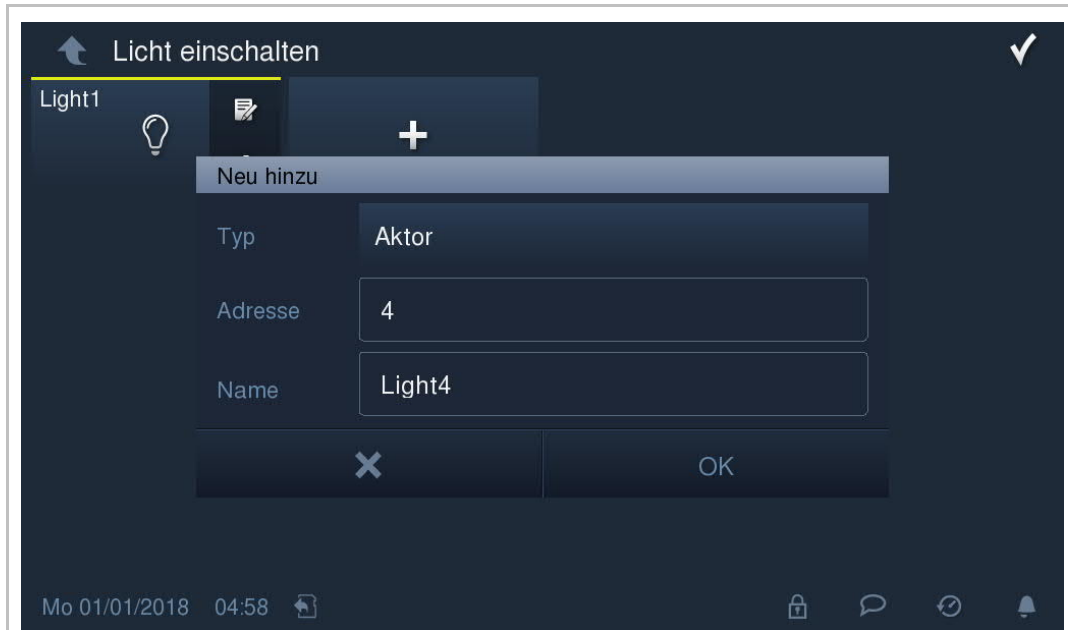 Licht einschalten
Light1
Neu hinzu
Typ Aktor
Adresse 4
Name Light4
OK
Mo 01/01/2018 04:58